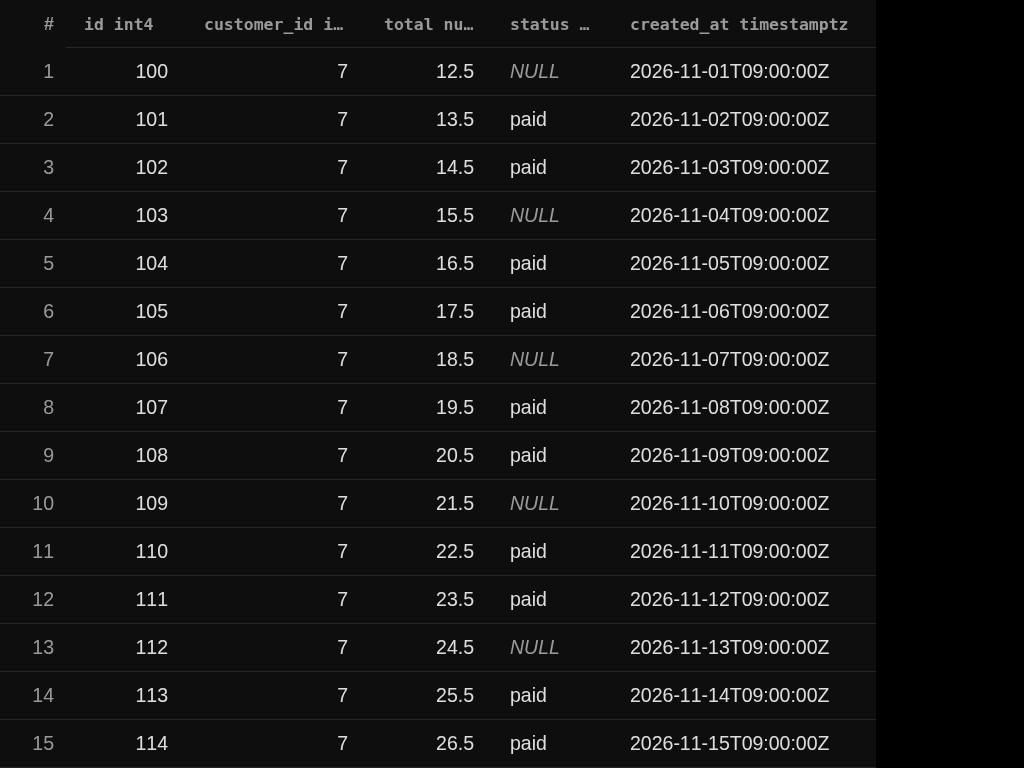 # id int4 customer_id i… total nu… status … created_at timestamptz
1 100 7 12.5 NULL 2026-11-01T09:00:00Z
2 101 7 13.5 paid 2026-11-02T09:00:00Z
3 102 7 14.5 paid 2026-11-03T09:00:00Z
4 103 7 15.5 NULL 2026-11-04T09:00:00Z
5 104 7 16.5 paid 2026-11-05T09:00:00Z
6 105 7 17.5 paid 2026-11-06T09:00:00Z
7 106 7 18.5 NULL 2026-11-07T09:00:00Z
8 107 7 19.5 paid 2026-11-08T09:00:00Z
9 108 7 20.5 paid 2026-11-09T09:00:00Z
10 109 7 21.5 NULL 2026-11-10T09:00:00Z
11 110 7 22.5 paid 2026-11-11T09:00:00Z
12 111 7 23.5 paid 2026-11-12T09:00:00Z
13 112 7 24.5 NULL 2026-11-13T09:00:00Z
14 113 7 25.5 paid 2026-11-14T09:00:00Z
15 114 7 26.5 paid 2026-11-15T09:00:00Z